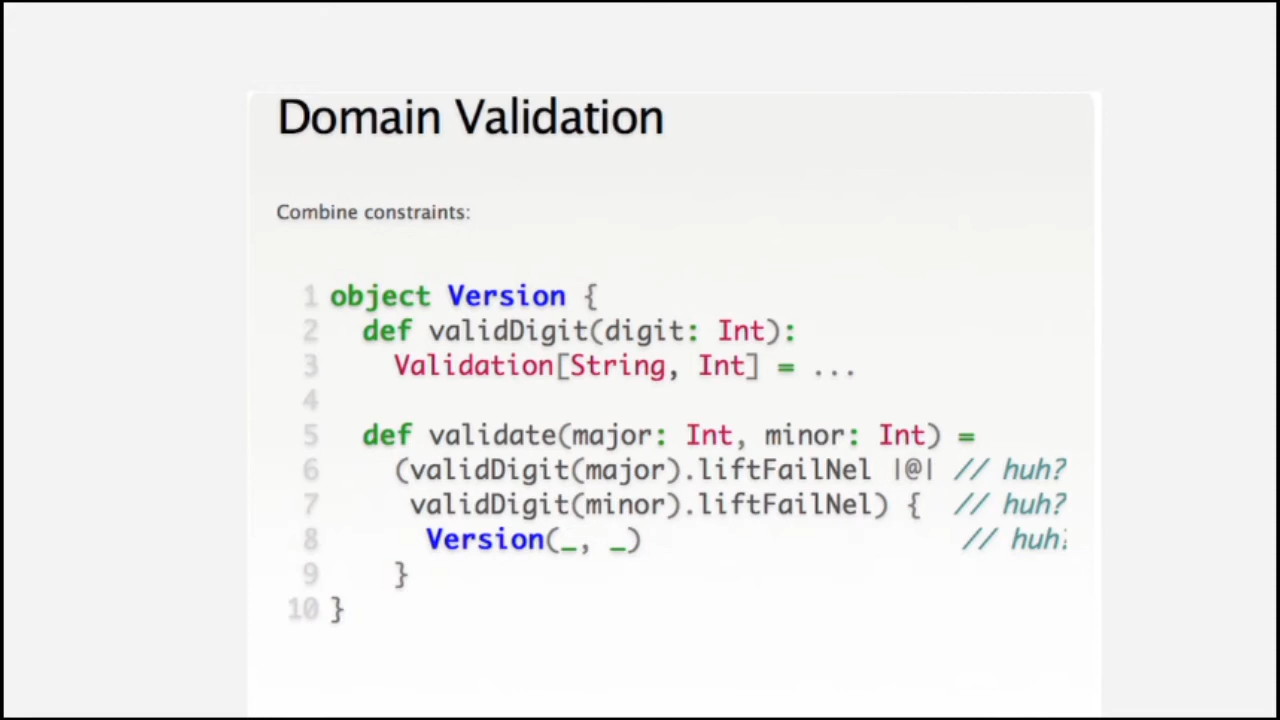 Domain Validation
Combine constraints:
1 object Version {
2   def validDigit(digit: Int):
3     Validation[String, Int] = ...
4
5   def validate(major: Int, minor: Int) =
6     (validDigit(major).liftFailNel |@| // huh?
7      validDigit(minor).liftFailNel) {  // huh?
8       Version(_, _)                    // huh?
9     }
10 }